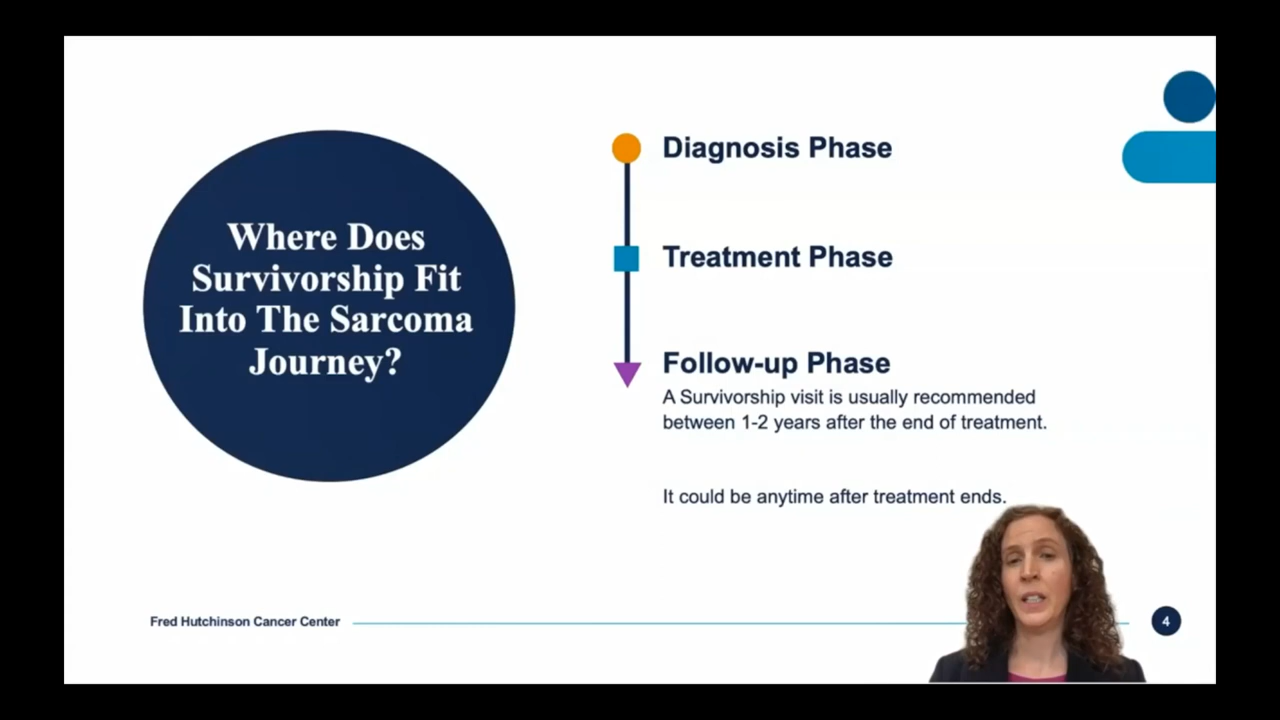 Where Does
Survivorship Fit
Into The Sarcoma
Journey?
Diagnosis Phase
Treatment Phase
Follow-up Phase
A Survivorship visit is usually recommended
between 1-2 years after the end of treatment.
It could be anytime after treatment ends.
Fred Hutchinson Cancer Center
4